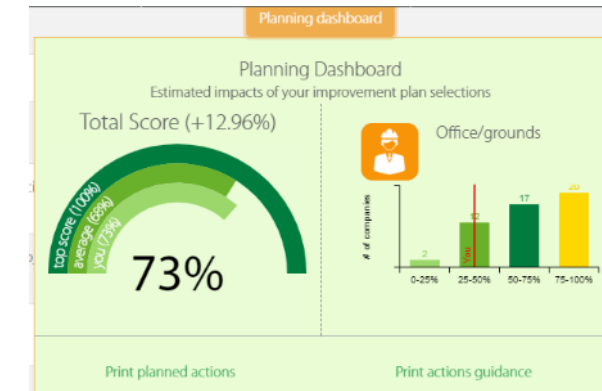 Planning dashboard
Planning Dashboard
Estimated impacts of your improvement plan selections
Total Score (+12.96%)
top score (100%)
average (68%)
you (73%)
73%
Office/grounds
# of companies
2
12
17
20
You
0-25%
25-50%
50-75%
75-100%
Print planned actions
Print actions guidance